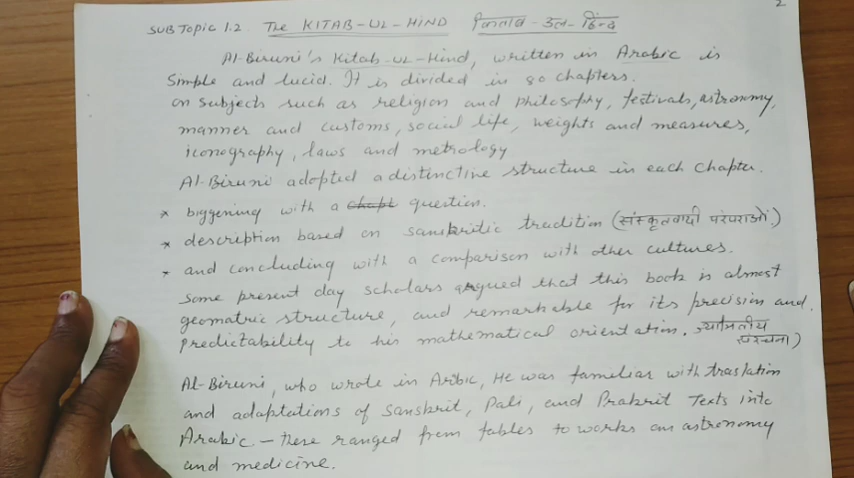 2
SUB Topic 1.2 The KITAB-UL-HIND किताब-उल-हिन्द
Al-Biruni's Kitab-UL-Hind, written in Arabic is
Simple and lucid. It is divided in 80 chapters.
on subjects such as religion and philosophy, festivals, astronomy,
manner and customs, social life, weights and measures,
iconography, laws and metrology
Al-Biruni adopted a distinctive structure in each chapter.
* biggening with a chapt question.
* description based on sanskritic tradition (संस्कृतवादी परंपराओं)
* and concluding with a comparison with other cultures.
Some present day scholars argued that this book is almost
geomatric structure, and remarkable for its precision and
predictability to his mathematical orientation. ज्यामितीय
संरचना)
Al-Biruni, who wrote in Arbic, He was familiar with traslation
and adaptations of Sanskrit, Pali, and Prakrit Texts into
Arabic - these ranged from fables to works on astronomy
and medicine.